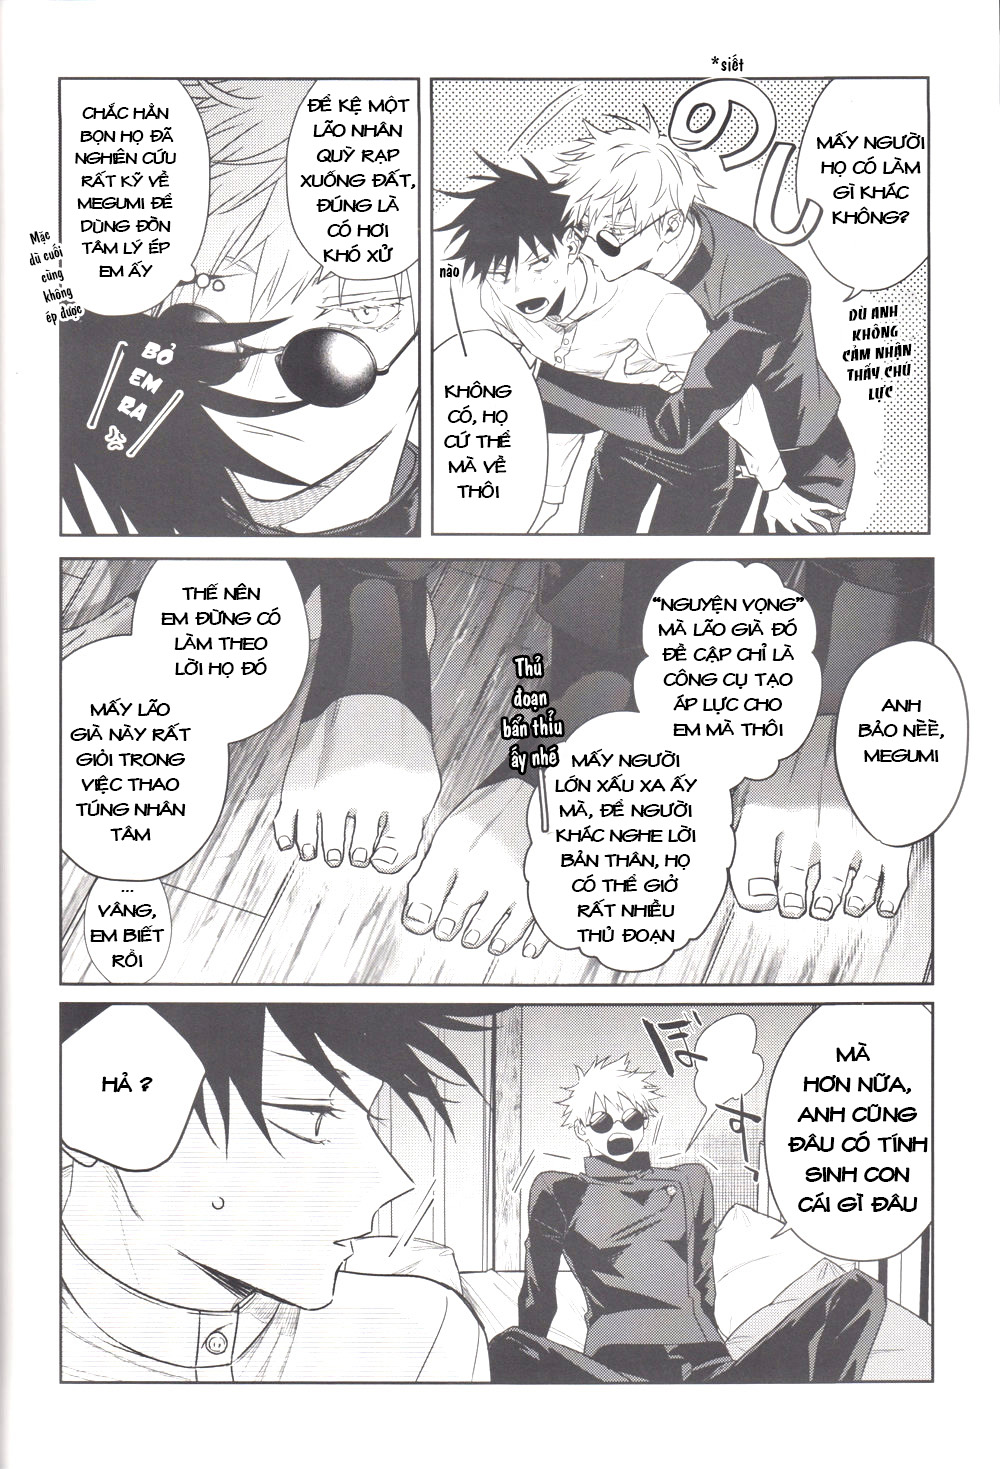 *siết
のし
MẤY NGƯỜI
HỌ CÓ LÀM
GÌ KHÁC
KHÔNG?
DÙ ANH
KHÔNG
CẢM NHẬN
THẤY CHÚ
LỰC
nào
KHÔNG
CÓ, HỌ
CỨ THẾ
MÀ VỀ
THÔI
ĐỂ KỆ MỘT
LÃO NHÂN
QUỲ RẠP
XUỐNG ĐẤT,
ĐÚNG LÀ
CÓ HƠI
KHÓ XỬ
CHẮC HẲN
BỌN HỌ ĐÃ
NGHIÊN CỨU
RẤT KỸ VỀ
MEGUMI ĐỂ
DÙNG ĐÒN
TÂM LÝ ÉP
EM ẤY
Mặc
dù cuối
cùng
không
ép được
BỎ
EM
RA
ANH
BẢO NÈÈ,
MEGUMI
“NGUYỆN VỌNG”
MÀ LÃO GIÀ ĐÓ
ĐỀ CẬP CHỈ LÀ
CÔNG CỤ TẠO
ÁP LỰC CHO
EM MÀ THÔI
MẤY NGƯỜI
LỚN XẤU XA ẤY
MÀ, ĐỂ NGƯỜI
KHÁC NGHE LỜI
BẢN THÂN, HỌ
CÓ THỂ GIỞ
RẤT NHIỀU
THỦ ĐOẠN
Thủ
đoạn
bẩn thỉu
ấy nhé
THẾ NÊN
EM ĐỪNG CÓ
LÀM THEO
LỜI HỌ ĐÓ
MẤY LÃO
GIÀ NÀY RẤT
GIỎI TRONG
VIỆC THAO
TÚNG NHÂN
TÂM
...
VÂNG,
EM BIẾT
RỒI
MÀ
HƠN NỮA,
ANH CŨNG
ĐÂU CÓ TÍNH
SINH CON
CÁI GÌ ĐÂU
HẢ ?